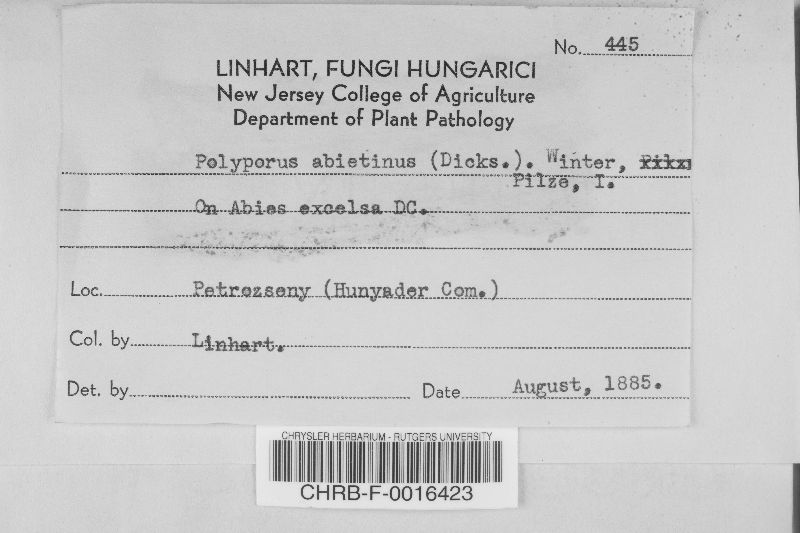 No. 445
LINHART, FUNGI HUNGARICI
New Jersey College of Agriculture
Department of Plant Pathology
Polyporus abietinus (Dicks.). Winter,
Pilze, I.
On Abies excelsa DC.
Loc. Petrozseny (Hunyader Com.)
Col. by Linhart.
Det. by
Date August, 1885.
CHRYSLER HERBARIUM - RUTGERS UNIVERSITY
CHRB-F-0016423